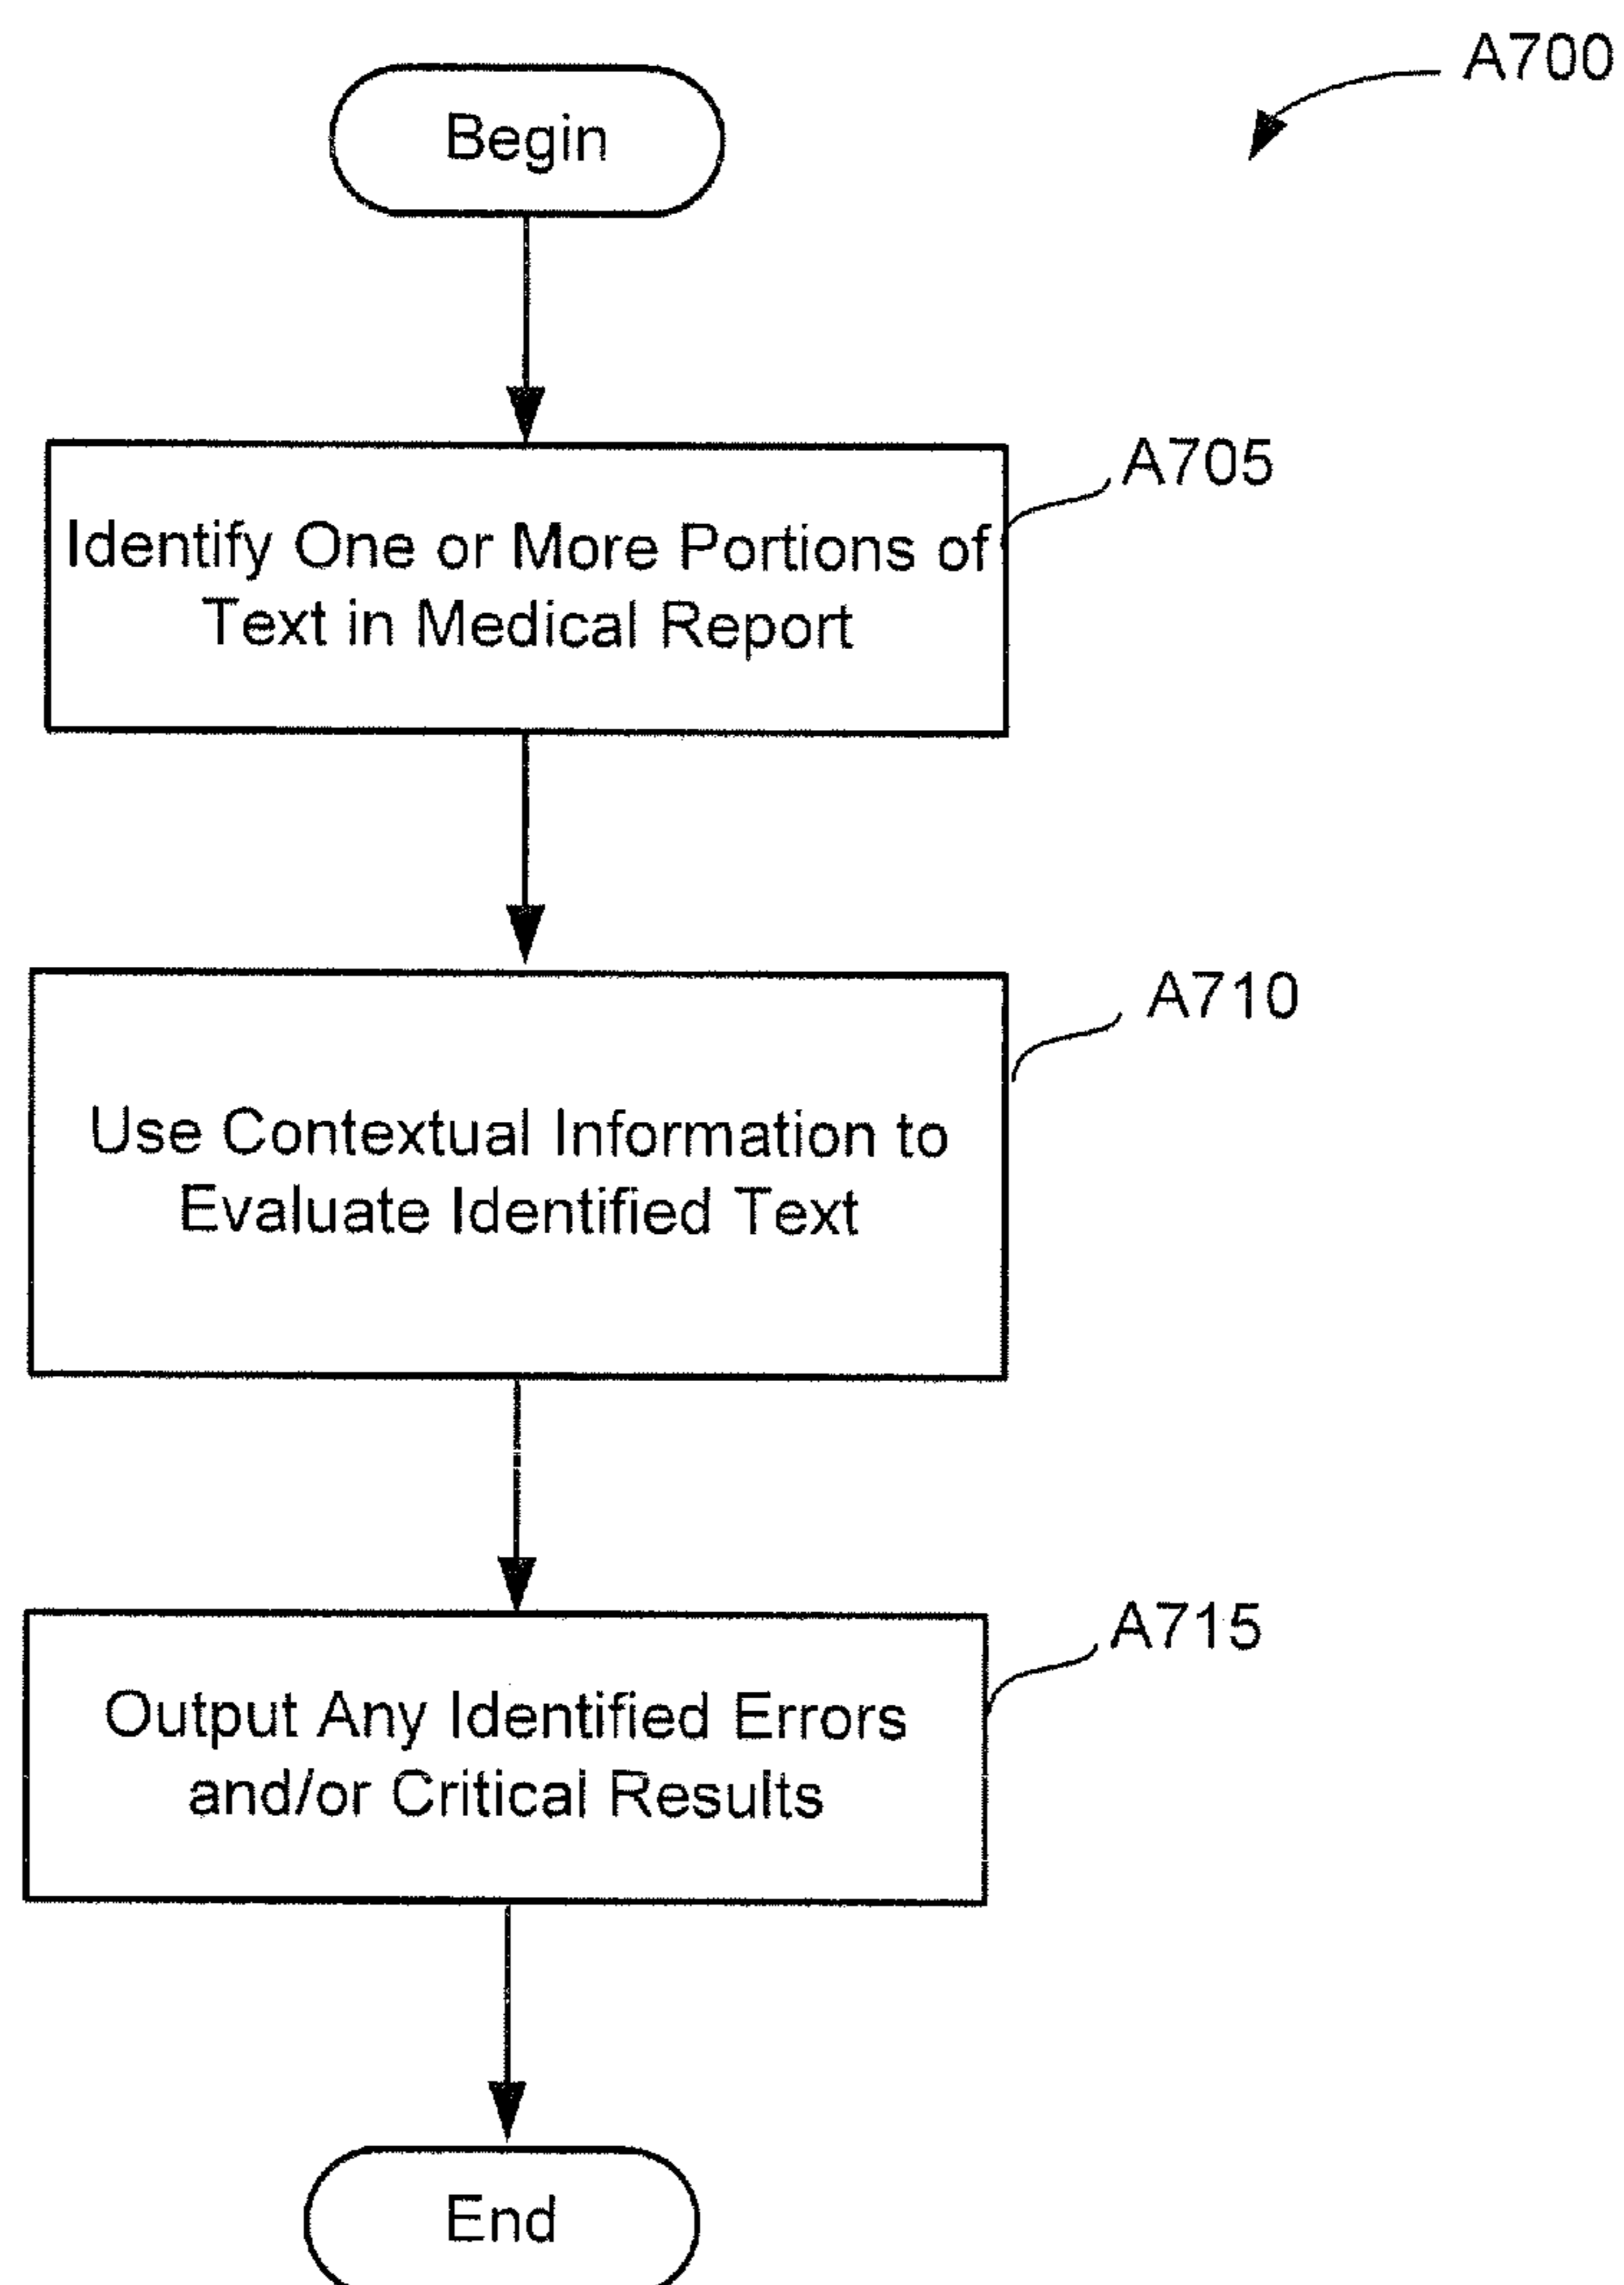 A700
Begin
A705
Identify One or More Portions of
Text in Medical Report
A710
Use Contextual Information to
Evaluate Identified Text
A715
Output Any Identified Errors
and/or Critical Results
End